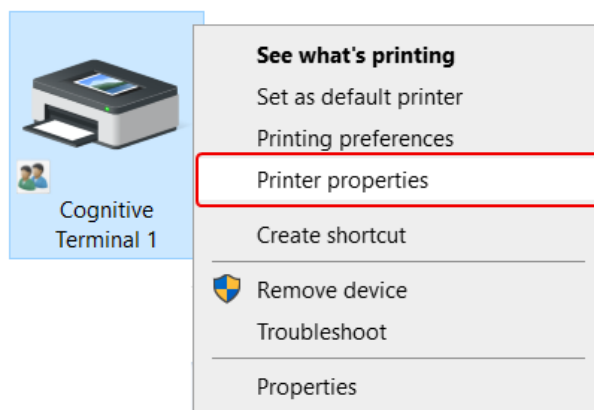 Cognitive
Terminal 1
See what's printing
Set as default printer
Printing preferences
Printer properties
Create shortcut
Remove device
Troubleshoot
Properties